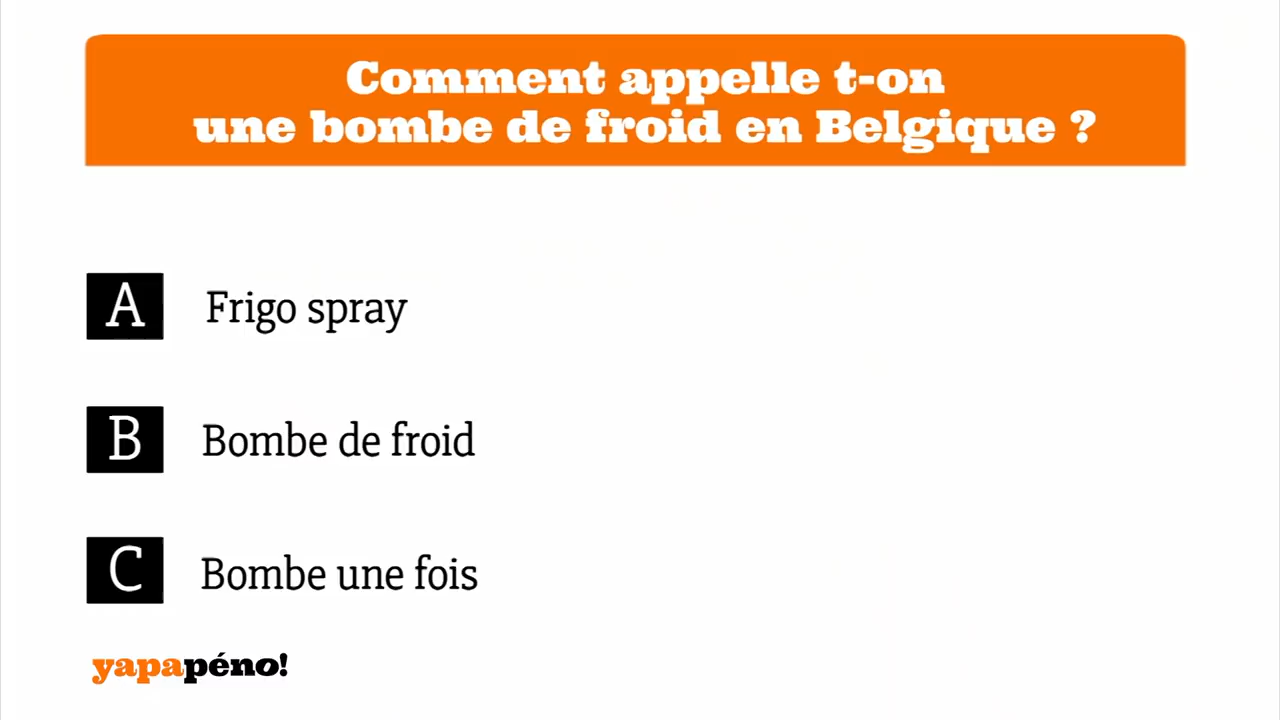 Comment appelle t-on
une bombe de froid en Belgique ?
A Frigo spray
B Bombe de froid
C Bombe une fois
yapapéno!